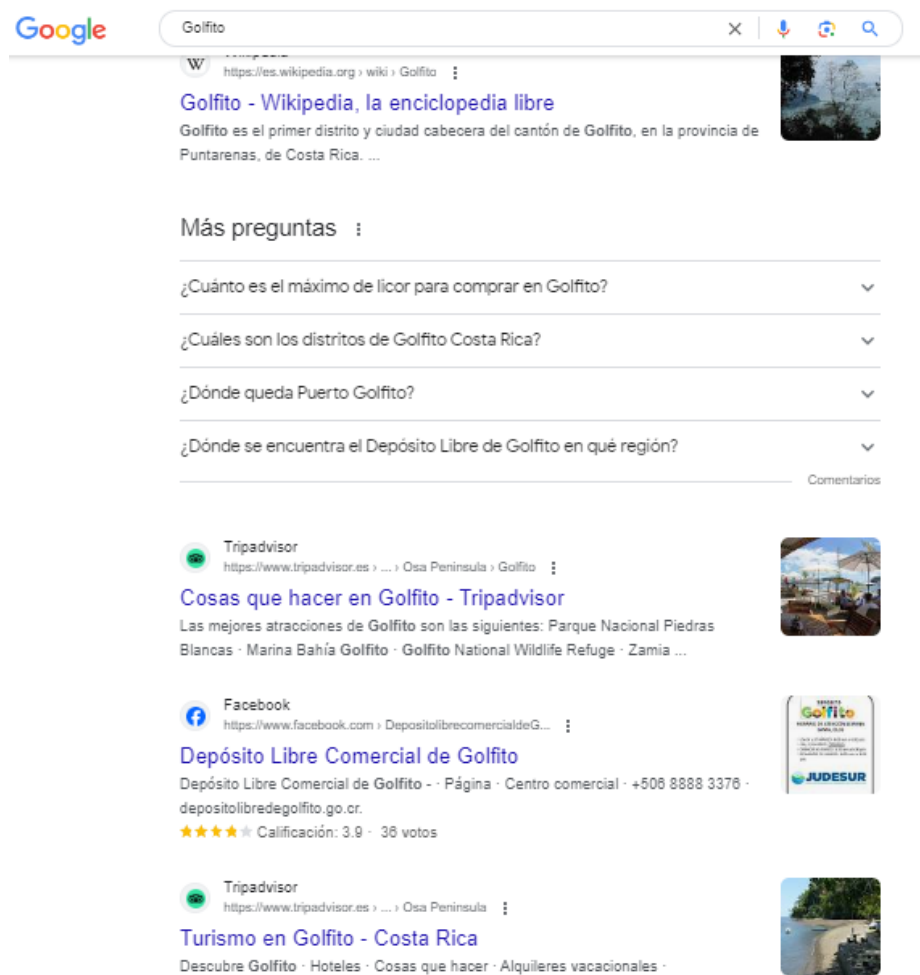 Google
Golfito
W
https://es.wikipedia.org › wiki › Golfito
Golfito - Wikipedia, la enciclopedia libre
Golfito es el primer distrito y ciudad cabecera del cantón de Golfito, en la provincia de
Puntarenas, de Costa Rica. ...
Más preguntas
¿Cuánto es el máximo de licor para comprar en Golfito?
¿Cuáles son los distritos de Golfito Costa Rica?
¿Dónde queda Puerto Golfito?
¿Dónde se encuentra el Depósito Libre de Golfito en qué región?
Comentarios
Tripadvisor
https://www.tripadvisor.es › ... › Osa Peninsula › Golfito
Cosas que hacer en Golfito - Tripadvisor
Las mejores atracciones de Golfito son las siguientes: Parque Nacional Piedras
Blancas · Marina Bahía Golfito · Golfito National Wildlife Refuge · Zamia ...
Facebook
https://www.facebook.com › DepositolibrecomercialdeG...
Depósito Libre Comercial de Golfito
Depósito Libre Comercial de Golfito - · Página · Centro comercial · +506 8888 3376 ·
depositolibredegolfito.go.cr.
Calificación: 3.9 · 36 votos
Golfito
JUDESUR
Tripadvisor
https://www.tripadvisor.es › ... › Osa Peninsula
Turismo en Golfito - Costa Rica
Descubre Golfito · Hoteles · Cosas que hacer · Alquileres vacacionales ·